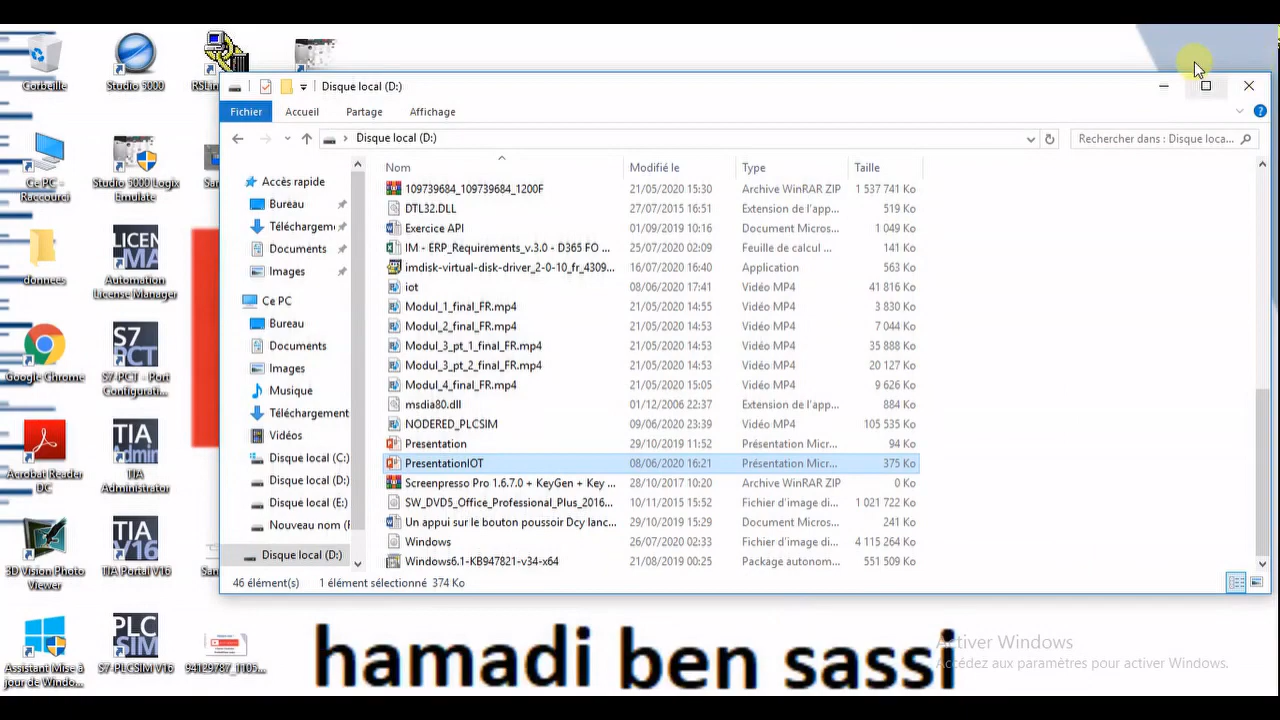 Corbeille
Studio 5000
RSLin
Disque local (D:)
Fichier Accueil Partage Affichage
Disque local (D:)
Rechercher dans : Disque loca...
Ce PC -
Raccourci
Studio 5000 Logix
Emulate
San
donnees
Automation
License Manager
LICEN
MA
Google Chrome
S7
PCT
S7-PCT - Port
Configurati...
Acrobat Reader
DC
TIA
Admin
TIA
Administrator
3D Vision Photo
Viewer
TIA
V16
TIA Portal V16
San
Assistant Mise à
jour de Windo...
PLC
SIM
S7-PLCSIM V16
94129787_1105...
Accès rapide
Bureau
Téléchargem
Documents
Images
Ce PC
Bureau
Documents
Images
Musique
Téléchargement
Vidéos
Disque local (C:)
Disque local (D:)
Disque local (E:)
Nouveau nom (F
Disque local (D:)
Nom Modifié le Type Taille
109739684_109739684_1200F 21/05/2020 15:30 Archive WinRAR ZIP 1 537 741 Ko
DTL32.DLL 27/07/2015 16:51 Extension de l'app... 519 Ko
Exercice API 01/09/2019 10:16 Document Micros... 1 049 Ko
IM - ERP_Requirements_v.3.0 - D365 FO ... 25/07/2020 02:09 Feuille de calcul ... 141 Ko
imdisk-virtual-disk-driver_2-0-10_fr_4309... 16/07/2020 16:40 Application 563 Ko
iot 08/06/2020 17:41 Vidéo MP4 41 816 Ko
Modul_1_final_FR.mp4 21/05/2020 14:55 Vidéo MP4 3 830 Ko
Modul_2_final_FR.mp4 21/05/2020 14:53 Vidéo MP4 7 044 Ko
Modul_3_pt_1_final_FR.mp4 21/05/2020 14:53 Vidéo MP4 35 888 Ko
Modul_3_pt_2_final_FR.mp4 21/05/2020 14:53 Vidéo MP4 20 127 Ko
Modul_4_final_FR.mp4 21/05/2020 15:05 Vidéo MP4 9 626 Ko
msdia80.dll 01/12/2006 22:37 Extension de l'app... 884 Ko
NODERED_PLCSIM 09/06/2020 23:39 Vidéo MP4 105 535 Ko
Presentation 29/10/2019 11:52 Présentation Micr... 94 Ko
PresentationIOT 08/06/2020 16:21 Présentation Micr... 375 Ko
Screenpresso Pro 1.6.7.0 + KeyGen + Key ... 28/10/2017 10:20 Archive WinRAR ZIP 0 Ko
SW_DVD5_Office_Professional_Plus_2016... 10/11/2015 15:52 Fichier d'image di... 1 021 722 Ko
Un appui sur le bouton poussoir Dcy lanc... 29/10/2019 15:29 Document Micros... 241 Ko
Windows 26/07/2020 02:33 Fichier d'image di... 4 115 264 Ko
Windows6.1-KB947821-v34-x64 21/08/2019 00:25 Package autonom... 551 509 Ko
46 élément(s) 1 élément sélectionné 374 Ko
hamadi ben sassi
Activer Windows
Accédez aux paramètres pour activer Windows.